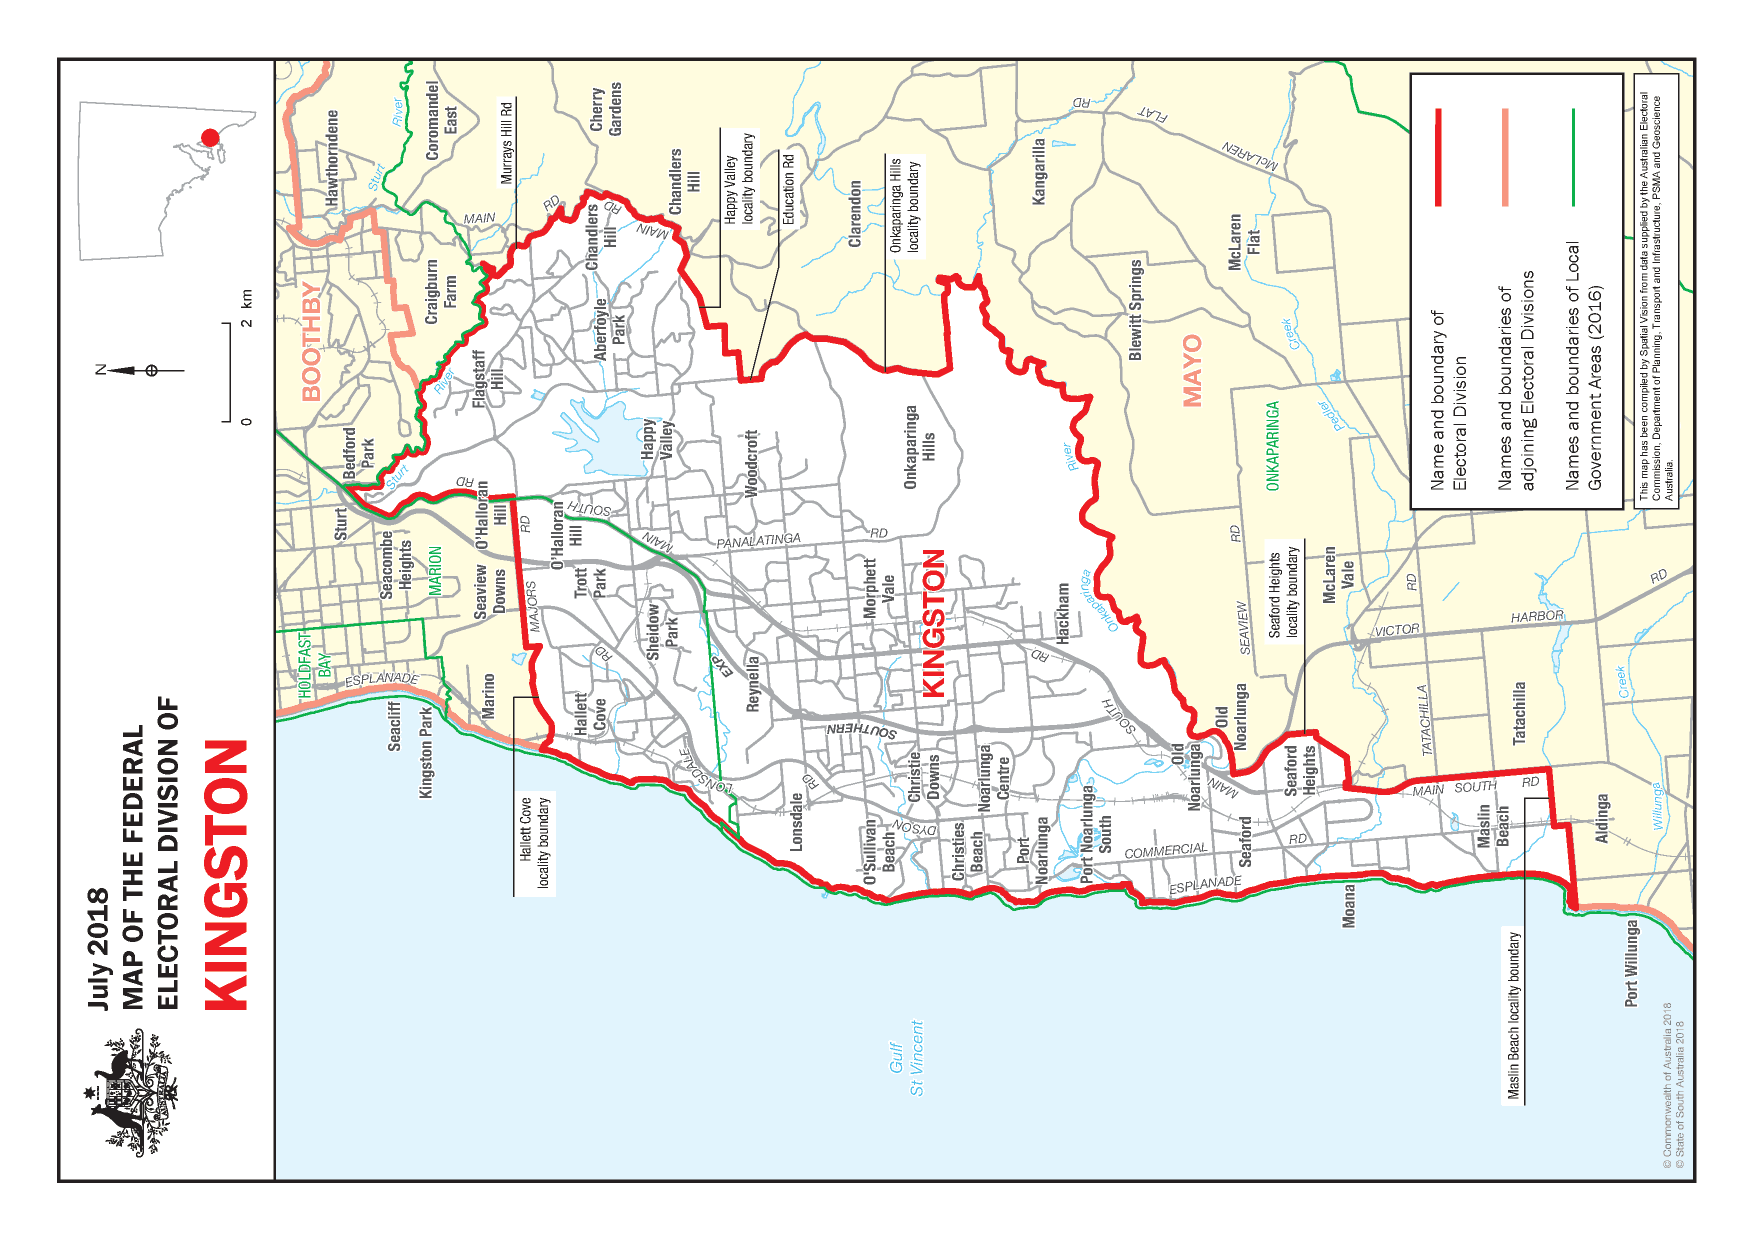 July 2018
MAP OF THE FEDERAL
ELECTORAL DIVISION OF
KINGSTON
N
0
2 km
BOOTHBY
Hawthorndene
River
Sturt
Coromandel
East
Murrays Hill Rd
Cherry
Gardens
Craigburn
Farm
MAIN
RD
Chandlers
Hill
RD
MAIN
Chandlers
Hill
Happy Valley
locality boundary
Education Rd
Clarendon
Onkaparinga Hills
locality boundary
Kangarilla
RD
FLAT
McLAREN
McLaren
Flat
Blewitt Springs
Creek
Pedler
MAYO
ONKAPARINGA
Bedford
Park
Sturt
River
Sturt
Flagstaff
Hill
Aberfoyle
Park
Happy
Valley
Woodcroft
Onkaparinga
Hills
River
Onkaparinga
RD
O'Halloran
Hill
RD
O'Halloran
Hill
SOUTH
MAIN
PANALATINGA
RD
Seacombe
Heights
MARION
Seaview
Downs
MAJORS
Trott
Park
Sheidow
Park
RD
EXP
Reynella
Morphett
Vale
KINGSTON
Hackham
RD
SOUTH
HOLDFAST
BAY
ESPLANADE
Seacliff
Kingston Park
Marino
Hallett
Cove
Hallett Cove
locality boundary
LONSDALE
RD
Lonsdale
SOUTHERN
Christie
Downs
Noarlunga
Centre
O'Sullivan
Beach
DYSON
Christies
Beach
Port
Noarlunga
Port Noarlunga
South
Old
Noarlunga
Old
Noarlunga
MAIN
COMMERCIAL
RD
ESPLANADE
Seaford
Seaford
Heights
Seaford Heights
locality boundary
SEAVIEW
RD
McLaren
Vale
RD
VICTOR
HARBOR
RD
TATACHILLA
Tatachilla
Creek
Willunga
MAIN SOUTH RD
Maslin
Beach
Aldinga
Moana
Maslin Beach locality boundary
Port Willunga
Gulf
St Vincent
Name and boundary of
Electoral Division
Names and boundaries of
adjoining Electoral Divisions
Names and boundaries of Local
Government Areas (2016)
This map has been compiled by Spatial Vision from data supplied by the Australian Electoral
Commission, Department of Planning, Transport and Infrastructure, PSMA and Geoscience
Australia.
© Commonwealth of Australia 2018
© State of South Australia 2018